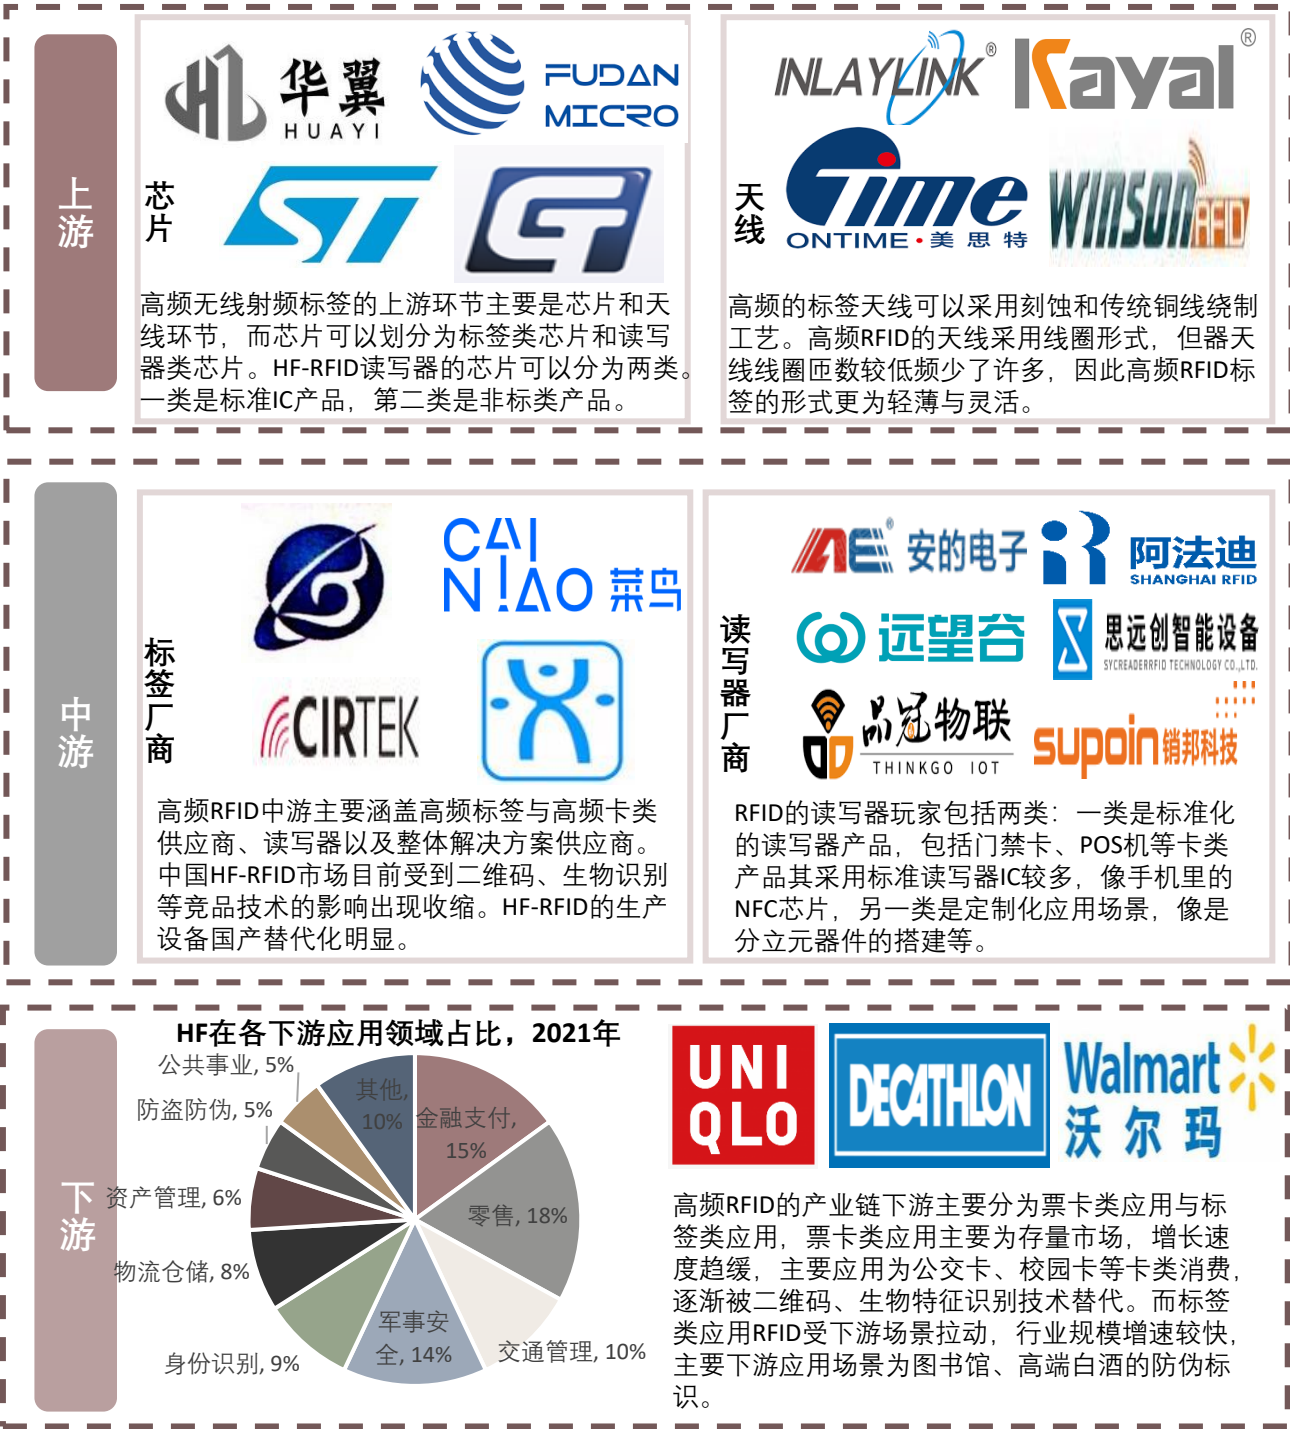 上游
芯片
华翼
HUAYI
FUDAN
MICRO
ST
高频无线射频标签的上游环节主要是芯片和天
线环节，而芯片可以划分为标签类芯片和读写
器类芯片。HF-RFID读写器的芯片可以分为两类。
一类是标准IC产品，第二类是非标类产品。
天线
INLAYLINK®
Kayal®
Time
ONTIME·美思特
WINSON RFID
高频的标签天线可以采用刻蚀和传统铜线绕制
工艺。高频RFID的天线采用线圈形式，但器天
线线圈匝数较低频少了许多，因此高频RFID标
签的形式更为轻薄与灵活。
中游
标签厂商
CAI
NIAO 菜鸟
CIRTEK
高频RFID中游主要涵盖高频标签与高频卡类
供应商、读写器以及整体解决方案供应商。
中国HF-RFID市场目前受到二维码、生物识别
等竞品技术的影响出现收缩。HF-RFID的生产
设备国产替代化明显。
读写器厂商
AE® 安的电子
阿法迪
SHANGHAI RFID
远望谷
思远创智能设备
SYCREADERRFID TECHNOLOGY CO.,LTD.
品冠物联
THINKGO IOT
supoin销邦科技
RFID的读写器玩家包括两类：一类是标准化
的读写器产品，包括门禁卡、POS机等卡类
产品其采用标准读写器IC较多，像手机里的
NFC芯片，另一类是定制化应用场景，像是
分立元器件的搭建等。
下游
HF在各下游应用领域占比，2021年
公共事业, 5%
防盗防伪, 5%
资产管理, 6%
物流仓储, 8%
身份识别, 9%
军事安
全, 14%
交通管理, 10%
零售, 18%
金融支付,
15%
其他,
10%
UNI
QLO
DECATHLON
Walmart
沃尔玛
高频RFID的产业链下游主要分为票卡类应用与标
签类应用，票卡类应用主要为存量市场，增长速
度趋缓，主要应用为公交卡、校园卡等卡类消费，
逐渐被二维码、生物特征识别技术替代。而标签
类应用RFID受下游场景拉动，行业规模增速较快，
主要下游应用场景为图书馆、高端白酒的防伪标
识。